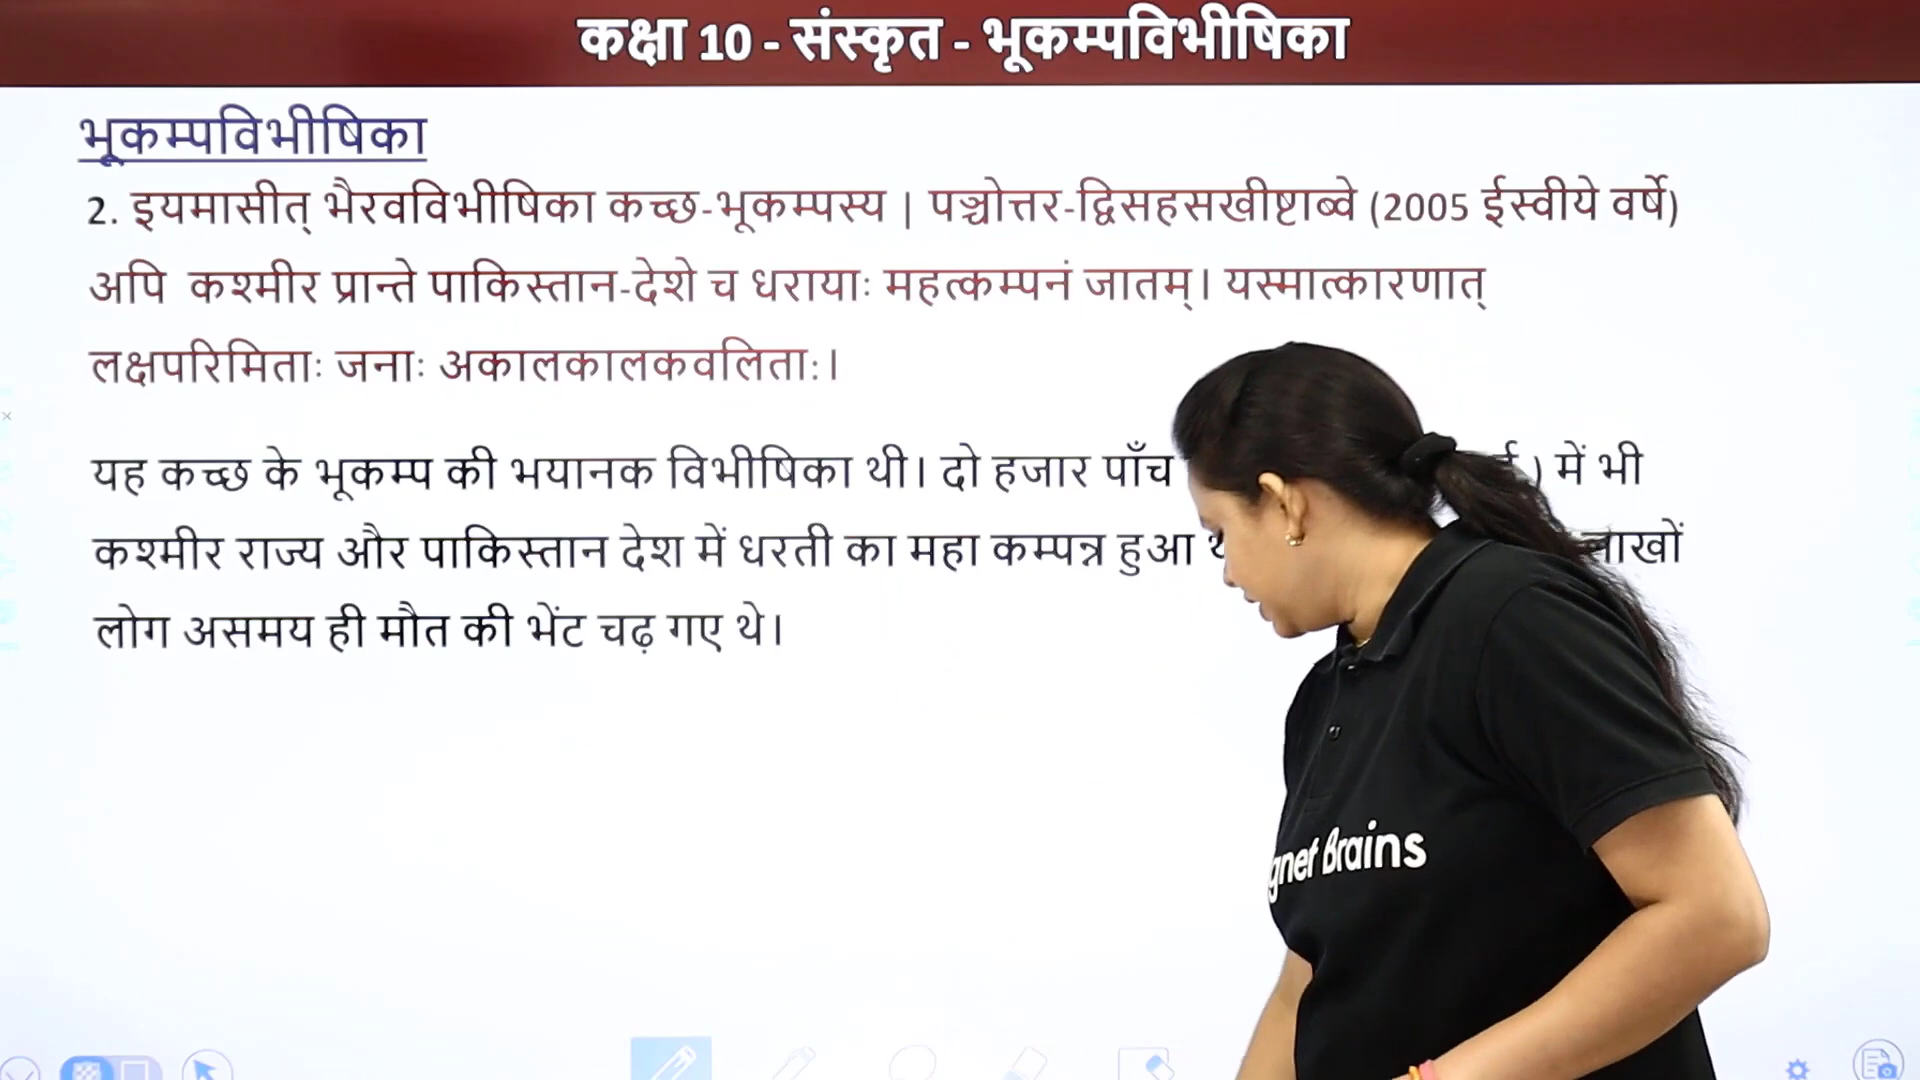 कक्षा 10 - संस्कृत - भूकम्पविभीषिका
भूकम्पविभीषिका
2. इयमासीत् भैरवविभीषिका कच्छ-भूकम्पस्य | पञ्चोत्तर-द्विसहसखीष्टाब्वे (2005 ईस्वीये वर्षे)
अपि कश्मीर प्रान्ते पाकिस्तान-देशे च धरायाः महत्कम्पनं जातम्। यस्मात्कारणात्
लक्षपरिमिताः जनाः अकालकालकवलिताः।
यह कच्छ के भूकम्प की भयानक विभीषिका थी। दो हजार पाँच में भी
कश्मीर राज्य और पाकिस्तान देश में धरती का महा कम्पन्न हुआ लाखों
लोग असमय ही मौत की भेंट चढ़ गए थे।
gnet Brains